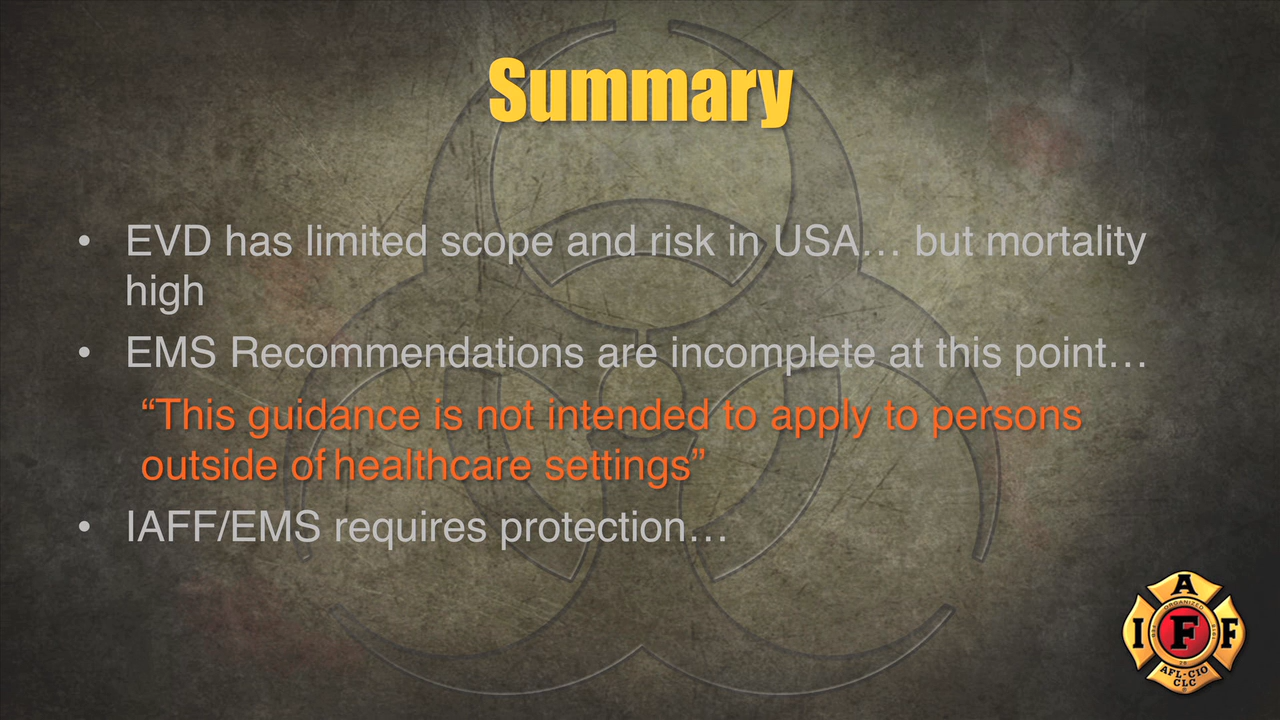 Summary
• EVD has limited scope and risk in USA… but mortality
high
• EMS Recommendations are incomplete at this point…
“This guidance is not intended to apply to persons
outside of healthcare settings”
• IAFF/EMS requires protection…
A
ORGANIZED
I F F
AFL-CIO
CLC